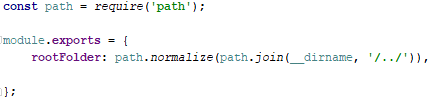 const path = require('path');
module.exports = {
rootFolder: path.normalize(path.join(__dirname, '/../')),
};